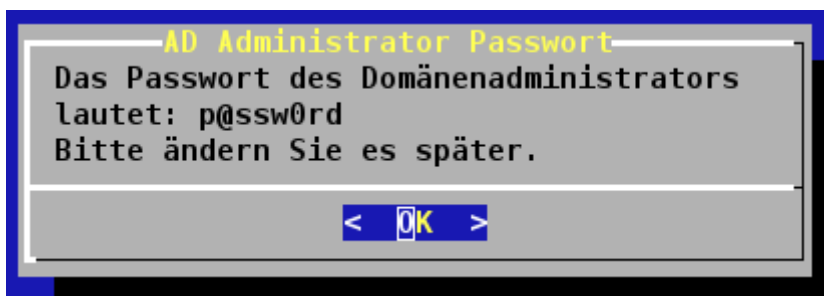 AD Administrator Passwort
Das Passwort des Domänenadministrators
lautet: p@ssw0rd
Bitte ändern Sie es später.
< OK >